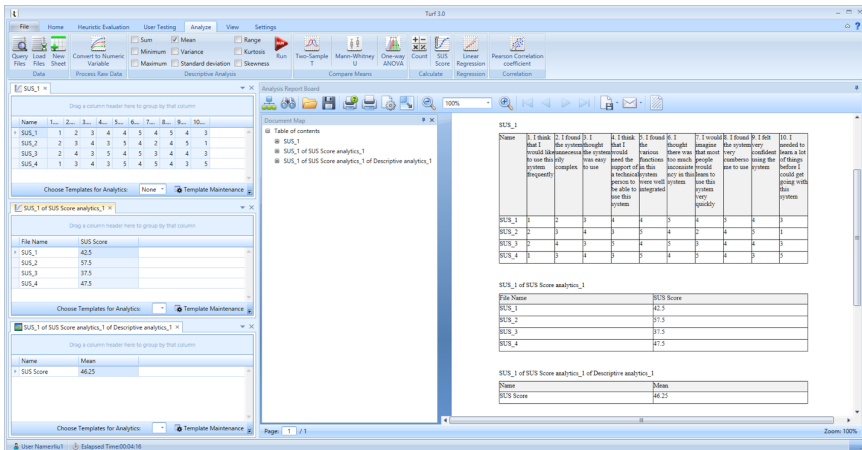 Turf 3.0
File Home Heuristic Evaluation User Testing Analyze View Settings
Query Files Load Files New Sheet
Data
Convert to Numeric Variable
Process Raw Data
Sum Mean Range
Minimum Variance Kurtosis
Maximum Standard deviation Skewness
Run
Descriptive Analysis
Two-Sample T Mann-Whitney U One-way ANOVA
Compare Means
Count SUS Score
Calculate
Linear Regression
Regression
Pearson Correlation coefficient
Correlation
SUS_1
Drag a column header here to group by that column
Name 1... 2... 3... 4... 5... 6... 7... 8... 9... 10...
SUS_1 1 2 3 4 4 5 4 5 4 3
SUS_2 2 3 4 3 5 4 2 4 5 1
SUS_3 2 4 3 5 4 5 3 4 4 5
SUS_4 1 3 4 3 5 4 5 4 3 5
Choose Templates for Analytics: None Template Maintenance
SUS_1 of SUS Score analytics_1
Drag a column header here to group by that column
File Name SUS Score
SUS_1 42.5
SUS_2 57.5
SUS_3 37.5
SUS_4 47.5
Choose Templates for Analytics: Template Maintenance
SUS_1 of SUS Score analytics_1 of Descriptive analytics_1
Drag a column header here to group by that column
Name Mean
SUS Score 46.25
Choose Templates for Analytics: Template Maintenance
Analysis Report Board
100%
Document Map
Table of contents
SUS_1
SUS_1 of SUS Score analytics_1
SUS_1 of SUS Score analytics_1 of Descriptive analytics_1
SUS_1
Name
1. I think that I would like to use this system frequently
2. I found the system unnecessarily complex
3. I thought the system was easy to use
4. I think that I would need the support of a technical person to be able to use this system
5. I found the various functions in this system were well integrated
6. I thought there was too much inconsistency in this system
7. I would imagine that most people would learn to use this system very quickly
8. I found the system very cumbersome to use
9. I felt very confident using the system
10. I needed to learn a lot of things before I could get going with this system
SUS_1 1 2 3 4 4 5 4 5 4 3
SUS_2 2 3 4 3 5 4 2 4 5 1
SUS_3 2 4 3 5 4 5 3 4 4 5
SUS_4 1 3 4 3 5 4 5 4 3 5
SUS_1 of SUS Score analytics_1
File Name SUS Score
SUS_1 42.5
SUS_2 57.5
SUS_3 37.5
SUS_4 47.5
SUS_1 of SUS Score analytics_1 of Descriptive analytics_1
Name Mean
SUS Score 46.25
Page: 1 / 1
Zoom: 100%
User Name:rliu1 Eslapsed Time:00:04:16